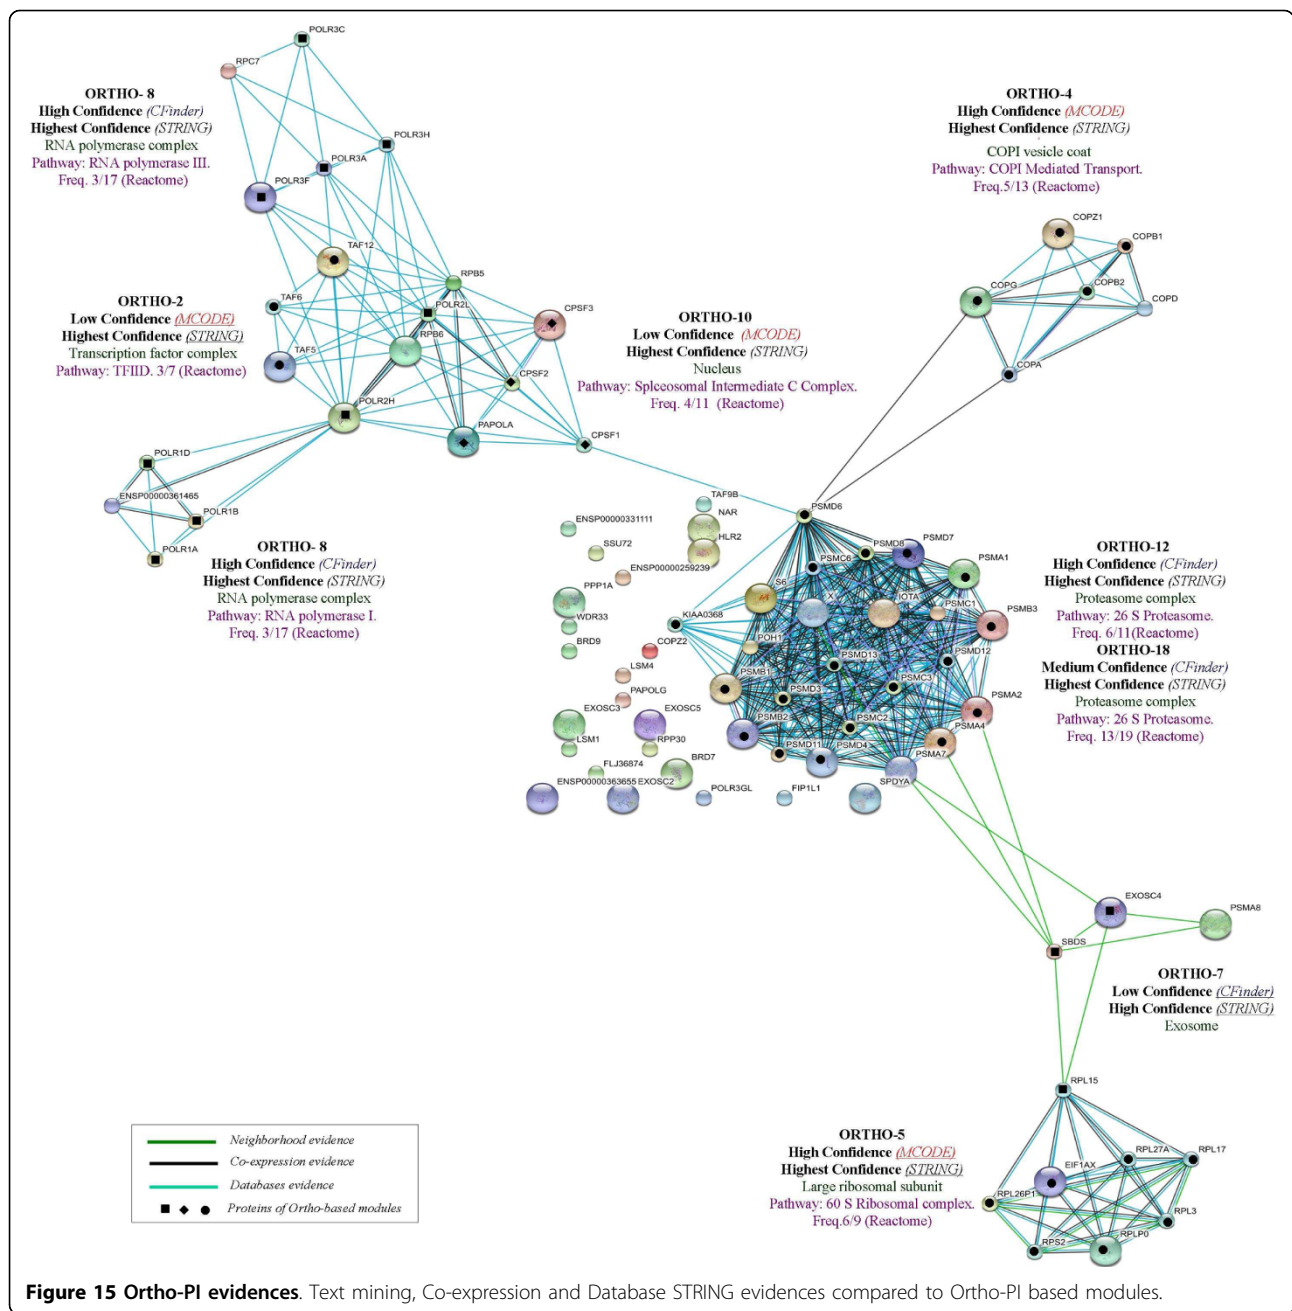 POLR3C
RPC7
ORTHO- 8
High Confidence (CFinder)
Highest Confidence (STRING)
RNA polymerase complex
Pathway: RNA polymerase III.
Freq. 3/17 (Reactome)
POLR3H
POLR3A
POLR3F
TAF12
RPB5
TAF6
POLR2L
CPSF3
RPB6
TAF5
CPSF2
POLR2H
PAPOLA
CPSF1
ORTHO-2
Low Confidence (MCODE)
Highest Confidence (STRING)
Transcription factor complex
Pathway: TFIID. 3/7 (Reactome)
POLR1D
ENSP00000361465
POLR1B
POLR1A
ORTHO- 8
High Confidence (CFinder)
Highest Confidence (STRING)
RNA polymerase complex
Pathway: RNA polymerase I.
Freq. 3/17 (Reactome)
ORTHO-10
Low Confidence (MCODE)
Highest Confidence (STRING)
Nucleus
Pathway: Splceosomal Intermediate C Complex.
Freq. 4/11 (Reactome)
ORTHO-4
High Confidence (MCODE)
Highest Confidence (STRING)
COPI vesicle coat
Pathway: COPI Mediated Transport.
Freq.5/13 (Reactome)
COPZ1
COPB1
COPG
COPB2
COPD
COPA
TAF9B
ENSP00000331111
NAR
SSU72
HLR2
ENSP00000259239
PPP1A
WDR33
KIAA0368
BRD9
COPZ2
LSM4
PAPOLG
EXOSC3
EXOSC5
LSM1
RPP30
FLJ36874
BRD7
ENSP00000363655
EXOSC2
POLR3GL
FIP1L1
SPDYA
PSMD6
PSMC6
PSMD8
PSMD7
PSMA1
S6
X
IOTA
PSMC1
PSMB3
POH1
PSMD13
PSMD12
PSMB1
PSMD3
PSMC3
PSMA2
PSMB2
PSMC2
PSMA4
PSMD11
PSMD4
PSMA7
ORTHO-12
High Confidence (CFinder)
Highest Confidence (STRING)
Proteasome complex
Pathway: 26 S Proteasome.
Freq. 6/11(Reactome)
ORTHO-18
Medium Confidence (CFinder)
Highest Confidence (STRING)
Proteasome complex
Pathway: 26 S Proteasome.
Freq. 13/19 (Reactome)
EXOSC4
PSMA8
SBDS
ORTHO-7
Low Confidence (CFinder)
High Confidence (STRING)
Exosome
RPL15
RPL27A
RPL17
EIF1AX
RPL26P1
RPL3
RPS2
RPLP0
ORTHO-5
High Confidence (MCODE)
Highest Confidence (STRING)
Large ribosomal subunit
Pathway: 60 S Ribosomal complex.
Freq.6/9 (Reactome)
Neighborhood evidence
Co-expression evidence
Databases evidence
Proteins of Ortho-based modules
Figure 15 Ortho-PI evidences. Text mining, Co-expression and Database STRING evidences compared to Ortho-PI based modules.